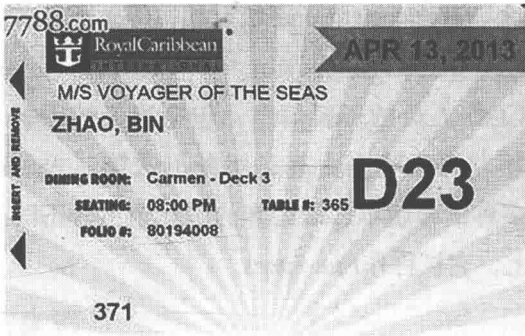 7788.com
RoyalCaribbean
APR 13, 2013
M/S VOYAGER OF THE SEAS
ZHAO, BIN
INSERT AND REMOVE
DINING ROOM: Carmen - Deck 3
SEATING: 08:00 PM TABLE #: 365
D23
FOLIO #: 80194008
371